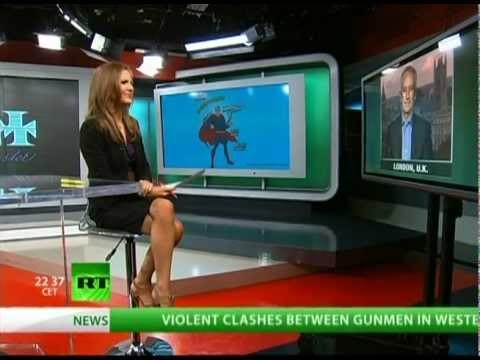 LONDON, U.K.
22 37
CET
RT
NEWS
VIOLENT CLASHES BETWEEN GUNMEN IN WESTE